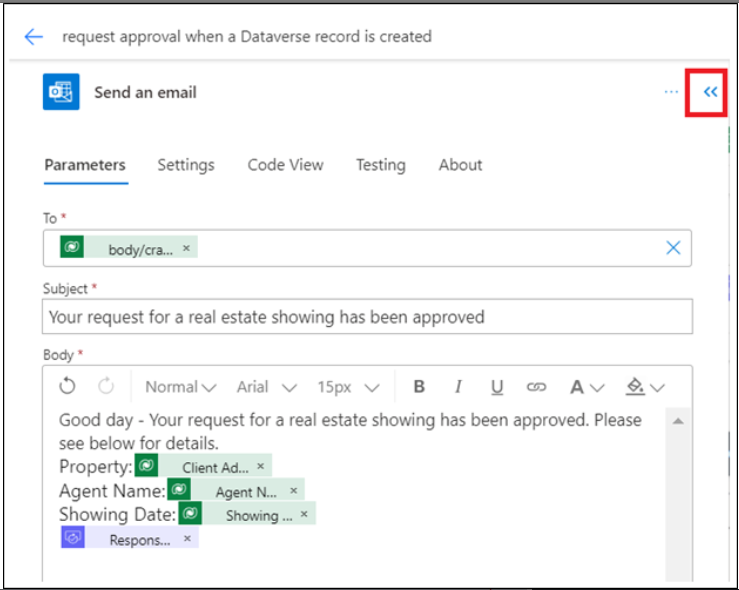 request approval when a Dataverse record is created
Send an email
Parameters Settings Code View Testing About
To *
body/cra... ×
Subject *
Your request for a real estate showing has been approved
Body *
Normal Arial 15px B I U A
Good day - Your request for a real estate showing has been approved. Please
see below for details.
Property: Client Ad... ×
Agent Name: Agent N... ×
Showing Date: Showing ... ×
Respons... ×